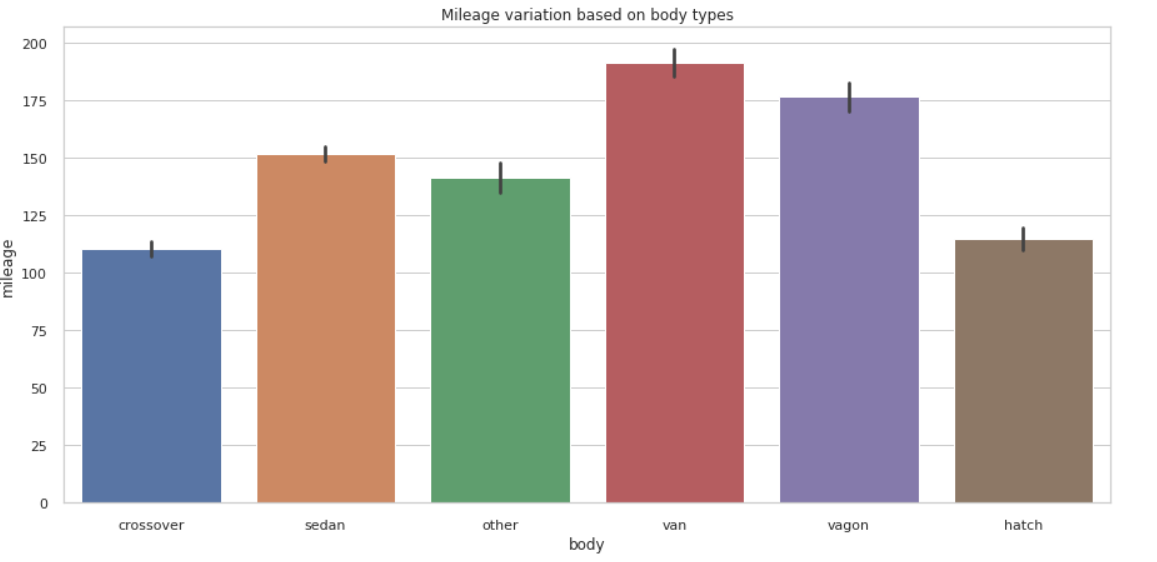 Mileage variation based on body types
mileage
200
175
150
125
100
75
50
25
0
crossover sedan other van vagon hatch
body